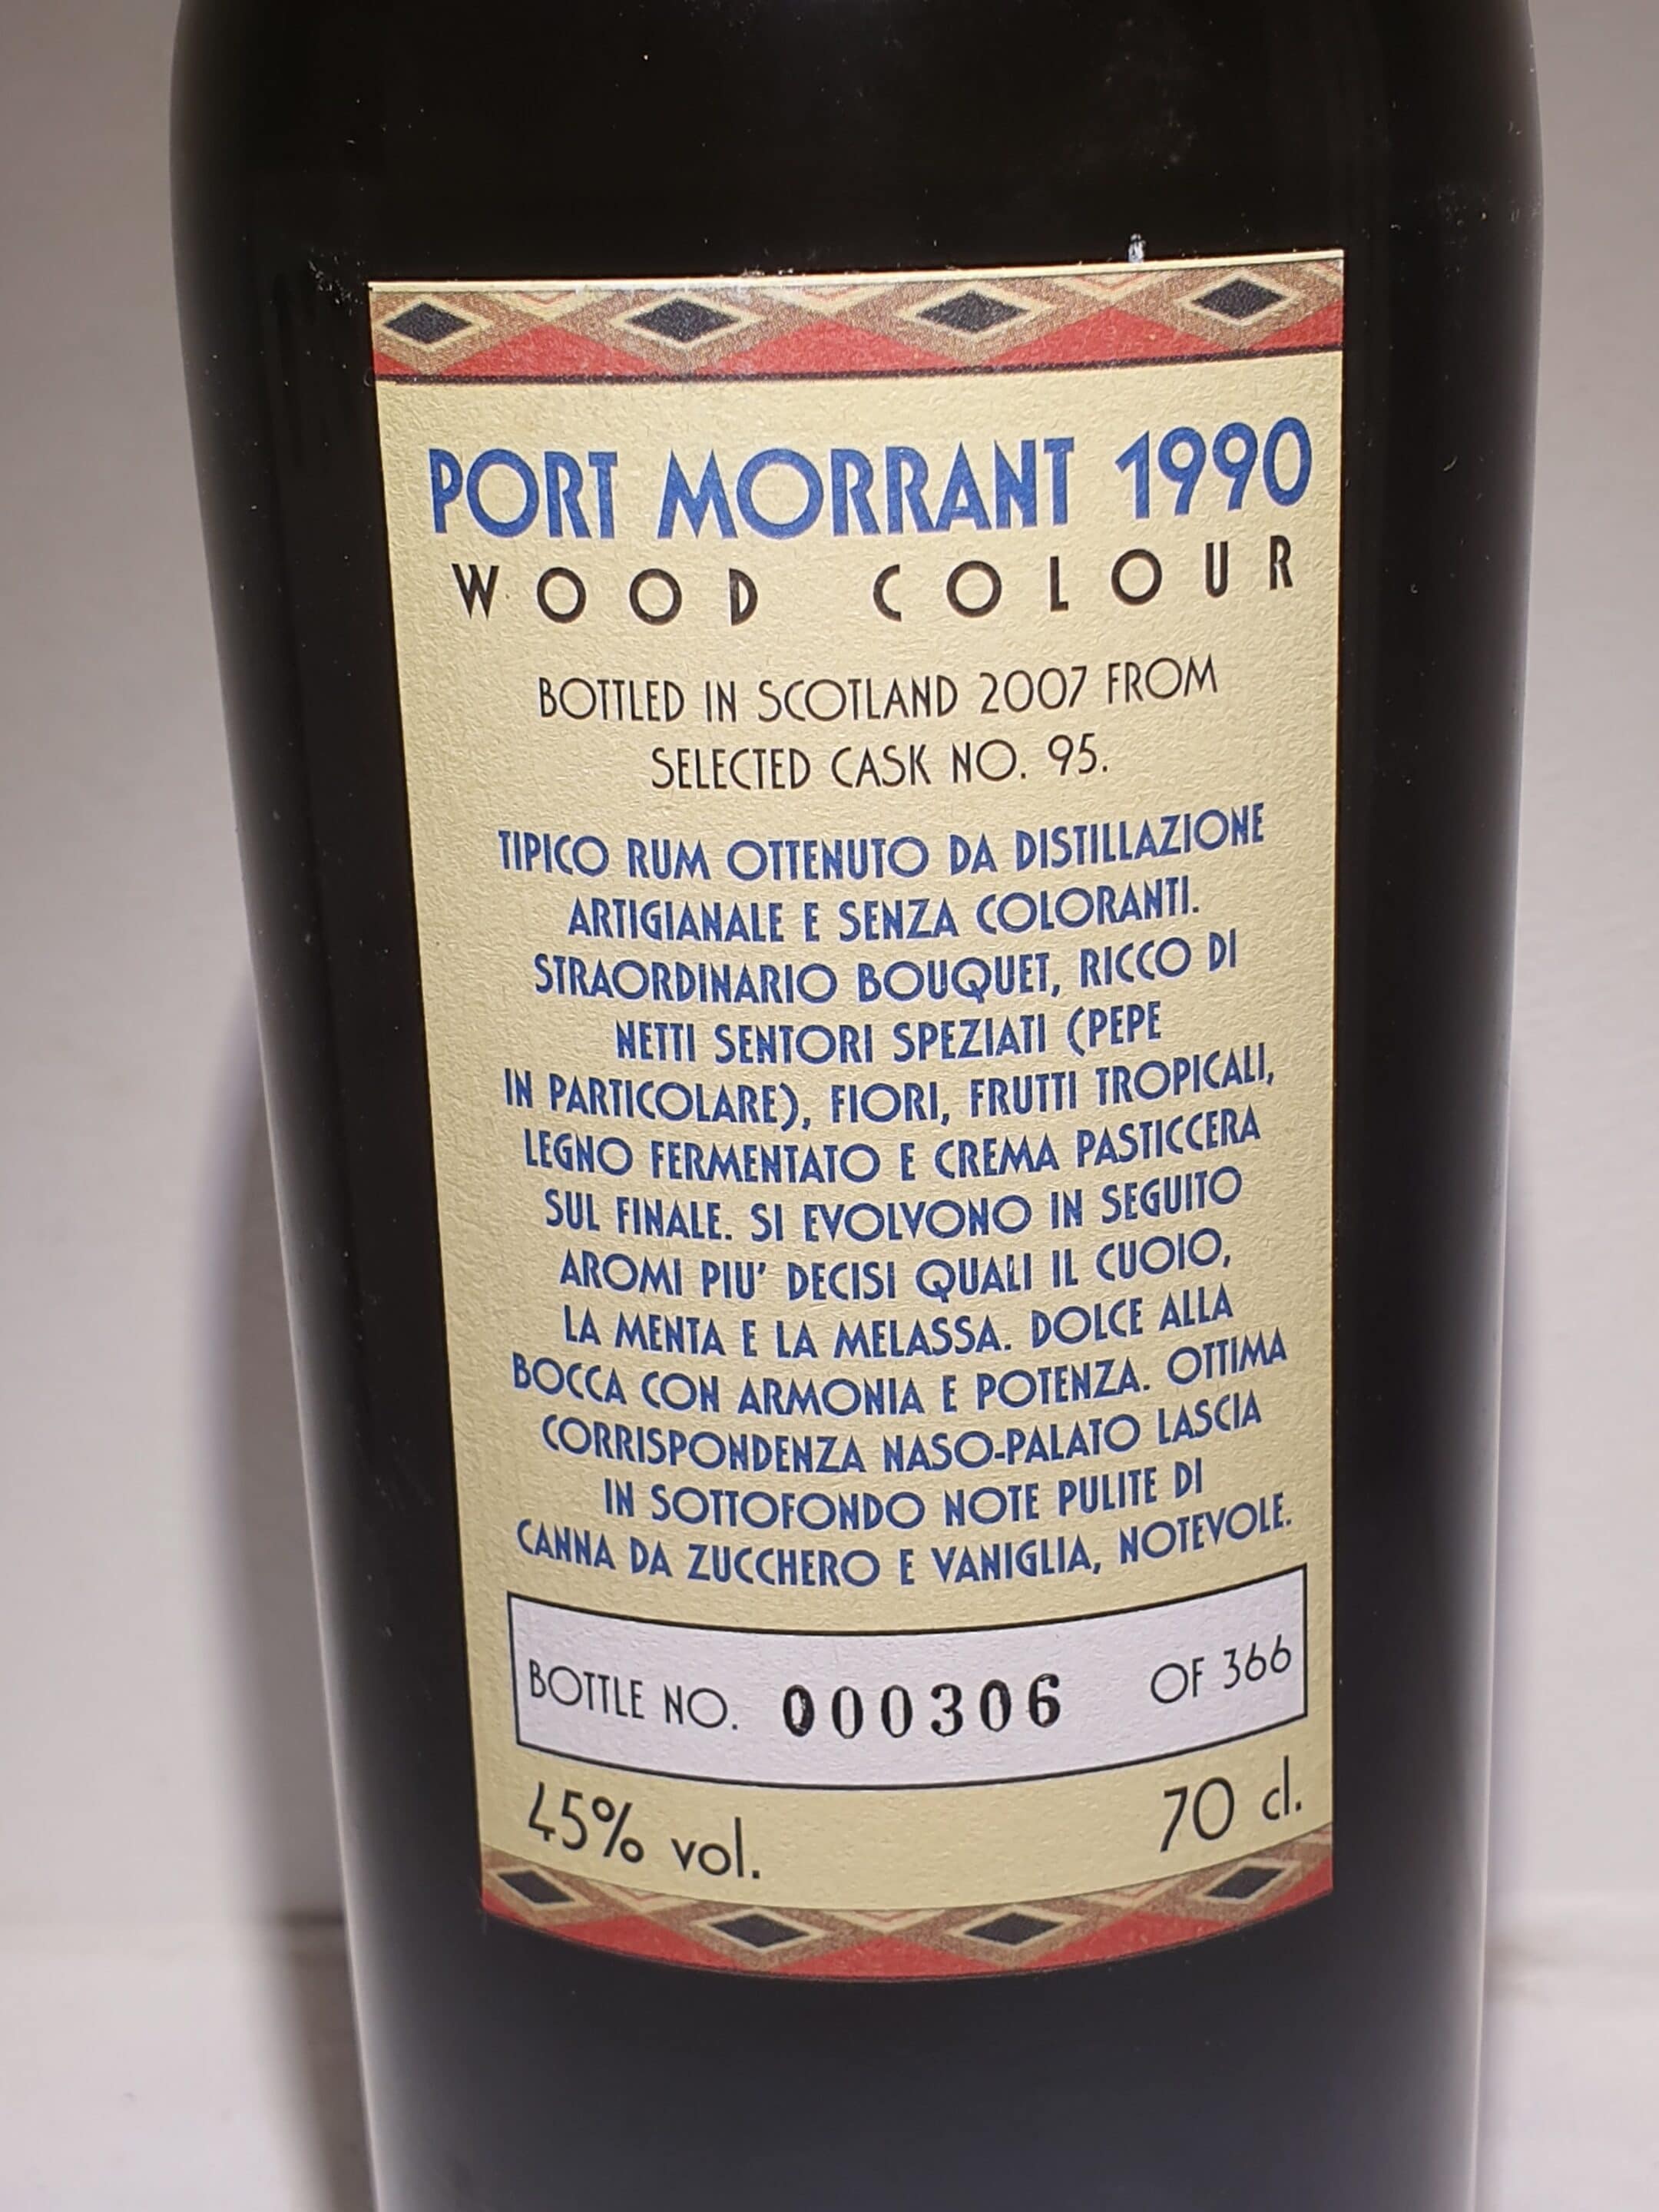 PORT MORRANT 1990
WOOD COLOUR
BOTTLED IN SCOTLAND 2007 FROM
SELECTED CASK NO. 95.
TIPICO RUM OTTENUTO DA DISTILLAZIONE
ARTIGIANALE E SENZA COLORANTI.
STRAORDINARIO BOUQUET, RICCO DI
NETTI SENTORI SPEZIATI (PEPE
IN PARTICOLARE), FIORI, FRUTTI TROPICALI,
LEGNO FERMENTATO E CREMA PASTICCERA
SUL FINALE. SI EVOLVONO IN SEGUITO
AROMI PIU' DECISI QUALI IL CUOIO,
LA MENTA E LA MELASSA. DOLCE ALLA
BOCCA CON ARMONIA E POTENZA. OTTIMA
CORRISPONDENZA NASO-PALATO LASCIA
IN SOTTOFONDO NOTE PULITE DI
CANNA DA ZUCCHERO E VANIGLIA, NOTEVOLE.
BOTTLE NO. 000306 OF 366
45% vol. 70 cl.